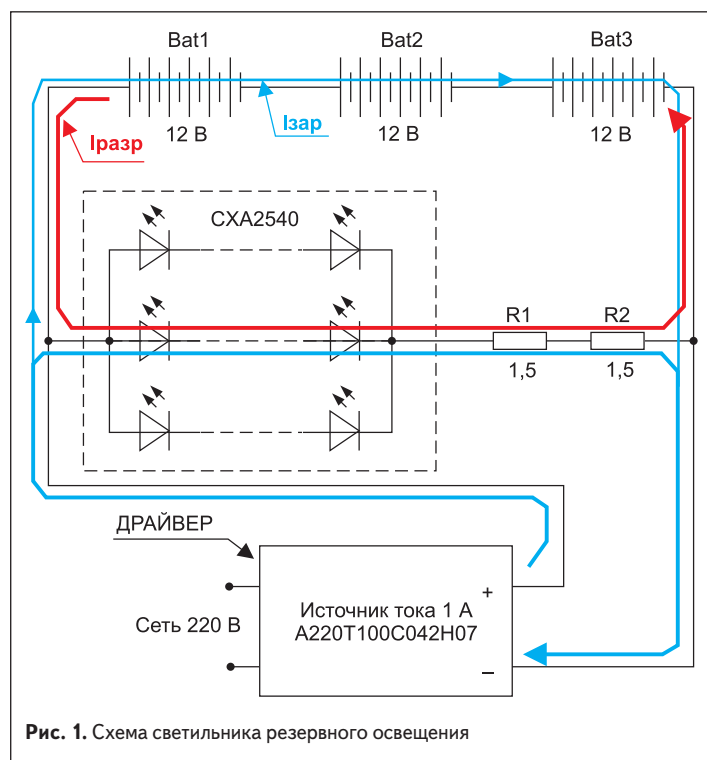 Bat1 Bat2 Bat3
Iразр
Iзар
12 В 12 В 12 В
CXA2540
R1 R2
1,5 1,5
ДРАЙВЕР
Сеть 220 В
Источник тока 1 А
A220T100C042H07
+
–
Рис. 1. Схема светильника резервного освещения